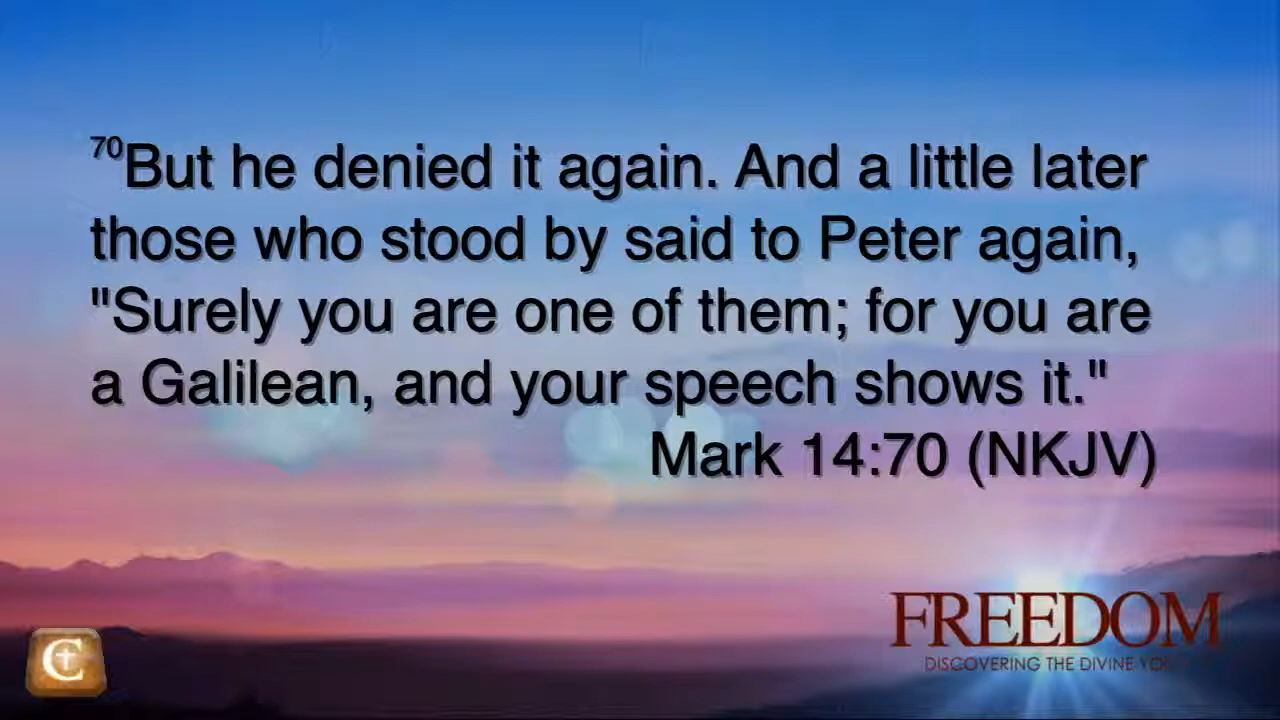 70But he denied it again. And a little later
those who stood by said to Peter again,
"Surely you are one of them; for you are
a Galilean, and your speech shows it."
Mark 14:70 (NKJV)
FREEDOM
DISCOVERING THE DIVINE YOU
C